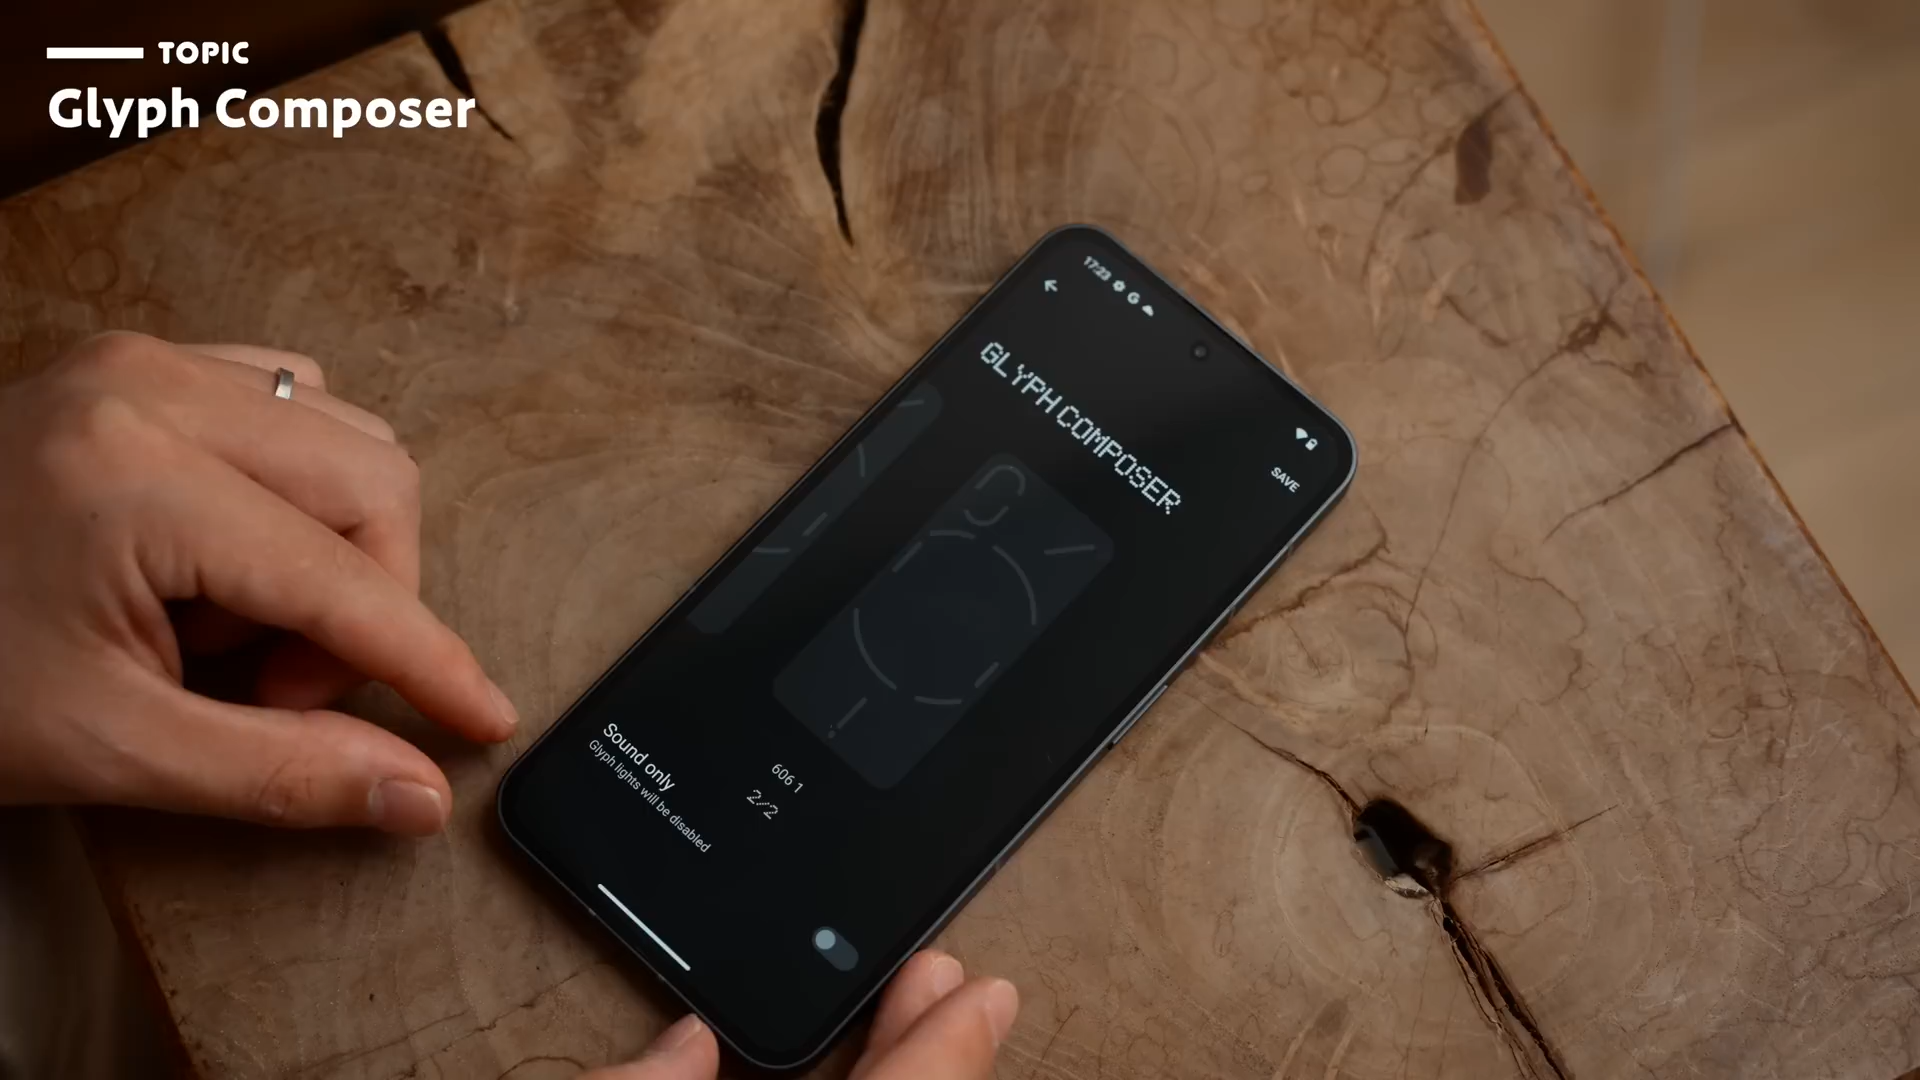 TOPIC
Glyph Composer
17:23
GLYPH COMPOSER
SAVE
606 1
2/2
Sound only
Glyph lights will be disabled